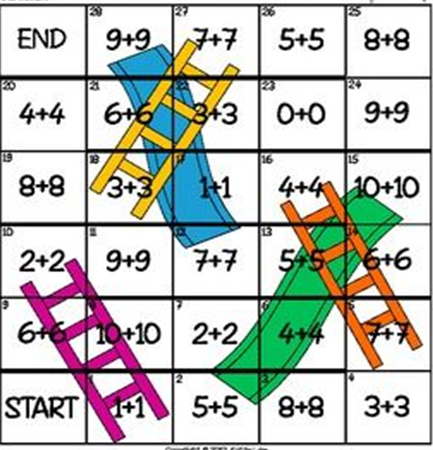 28 27 26 25
END 9+9 7+7 5+5 8+8
20 21 22 23 24
4+4 6+6 3+3 0+0 9+9
19 18 17 16 15
8+8 3+3 1+1 4+4 10+10
10 11 12 13 14
2+2 9+9 7+7 5+5 6+6
9 8 7 6 5
6+6 10+10 2+2 4+4 7+7
1 2 3 4
START 1+1 5+5 8+8 3+3